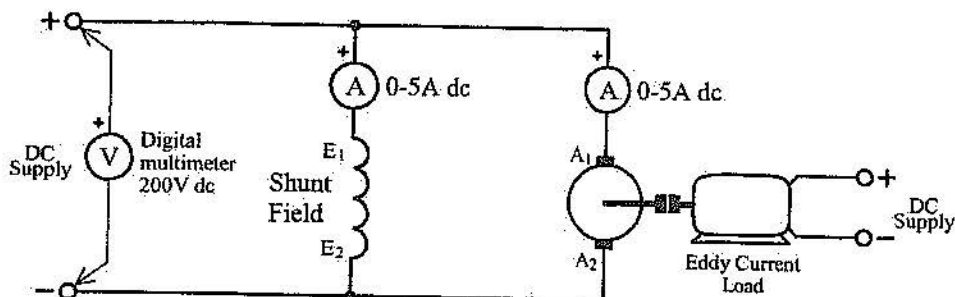 +
+
DC
Supply
V
Digital
multimeter
200V dc
−
+
A
0-5A dc
E1
Shunt
Field
E2
+
A
0-5A dc
A1
A2
Eddy Current
Load
+
DC
Supply
−